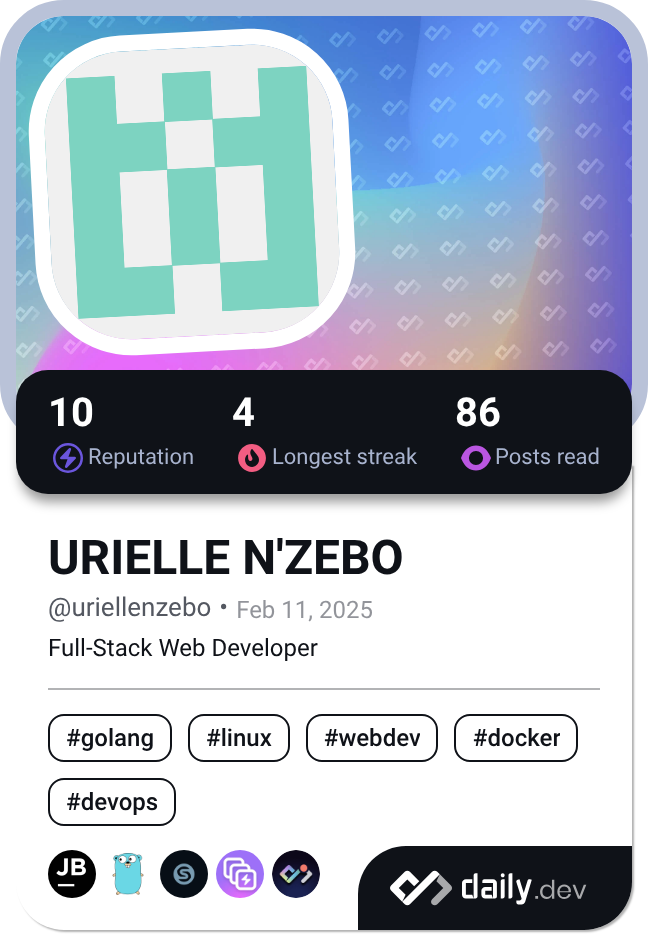 10 4 86
Reputation Longest streak Posts read
URIELLE N'ZEBO
@uriellenzebo • Feb 11, 2025
Full-Stack Web Developer
#golang #linux #webdev #docker
#devops
JB S daily.dev